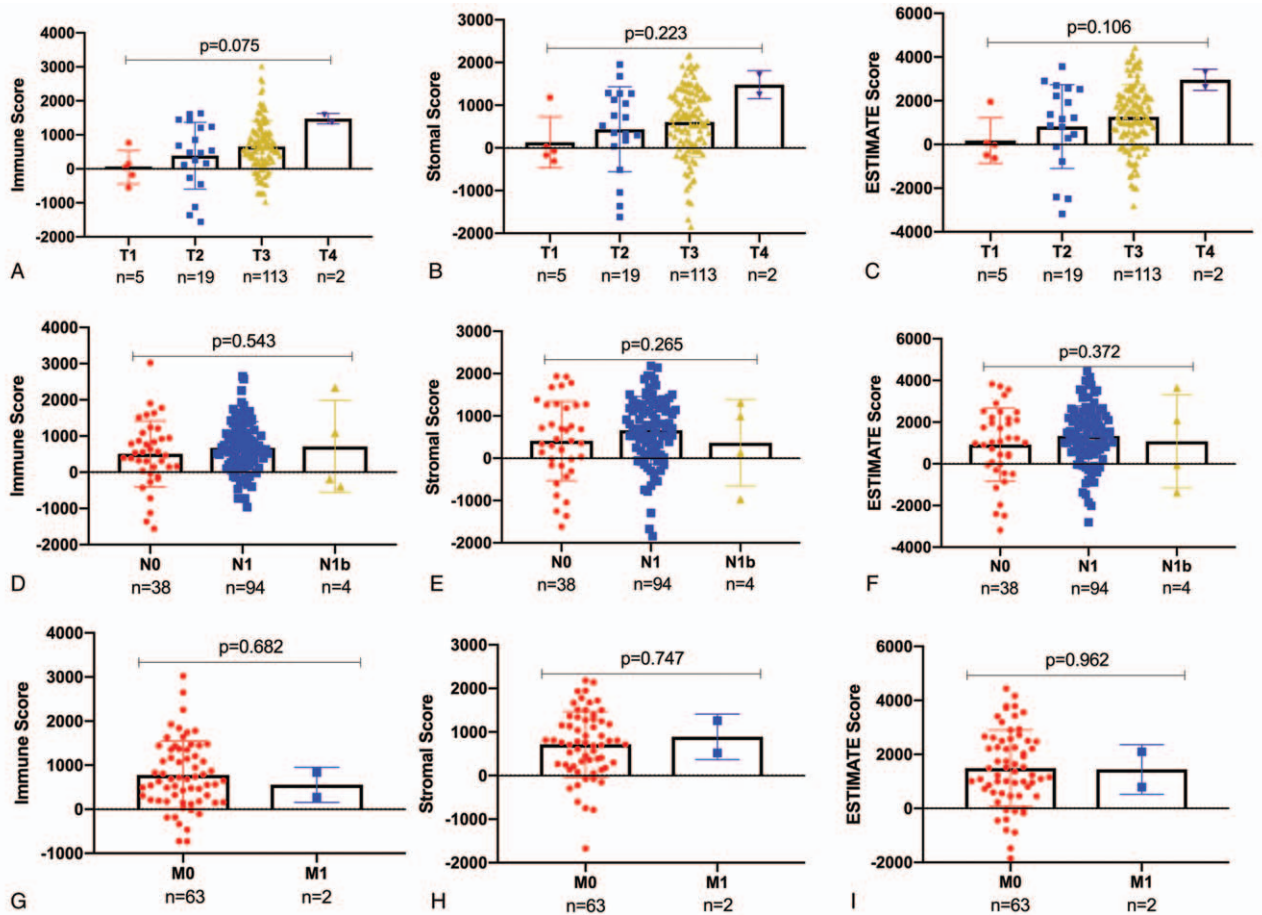 4000
3000
2000
1000
0
-1000
-2000
Immune Score
p=0.075
T1
T2
T3
T4
n=5
n=19
n=113
n=2
A
3000
2000
1000
0
-1000
-2000
Stomal Score
p=0.223
T1
T2
T3
T4
n=5
n=19
n=113
n=2
B
6000
4000
2000
0
-2000
-4000
ESTIMATE Score
p=0.106
T1
T2
T3
T4
n=5
n=19
n=113
n=2
C
4000
3000
2000
1000
0
-1000
-2000
Immune Score
p=0.543
N0
N1
N1b
n=38
n=94
n=4
D
3000
2000
1000
0
-1000
-2000
Stromal Score
p=0.265
N0
N1
N1b
n=38
n=94
n=4
E
6000
4000
2000
0
-2000
-4000
ESTIMATE Score
p=0.372
N0
N1
N1b
n=38
n=94
n=4
F
4000
3000
2000
1000
0
-1000
Immune Score
p=0.682
M0
M1
n=63
n=2
G
3000
2000
1000
0
-1000
-2000
Stromal Score
p=0.747
M0
M1
n=63
n=2
H
6000
4000
2000
0
-2000
ESTIMATE Score
p=0.962
M0
M1
n=63
n=2
I